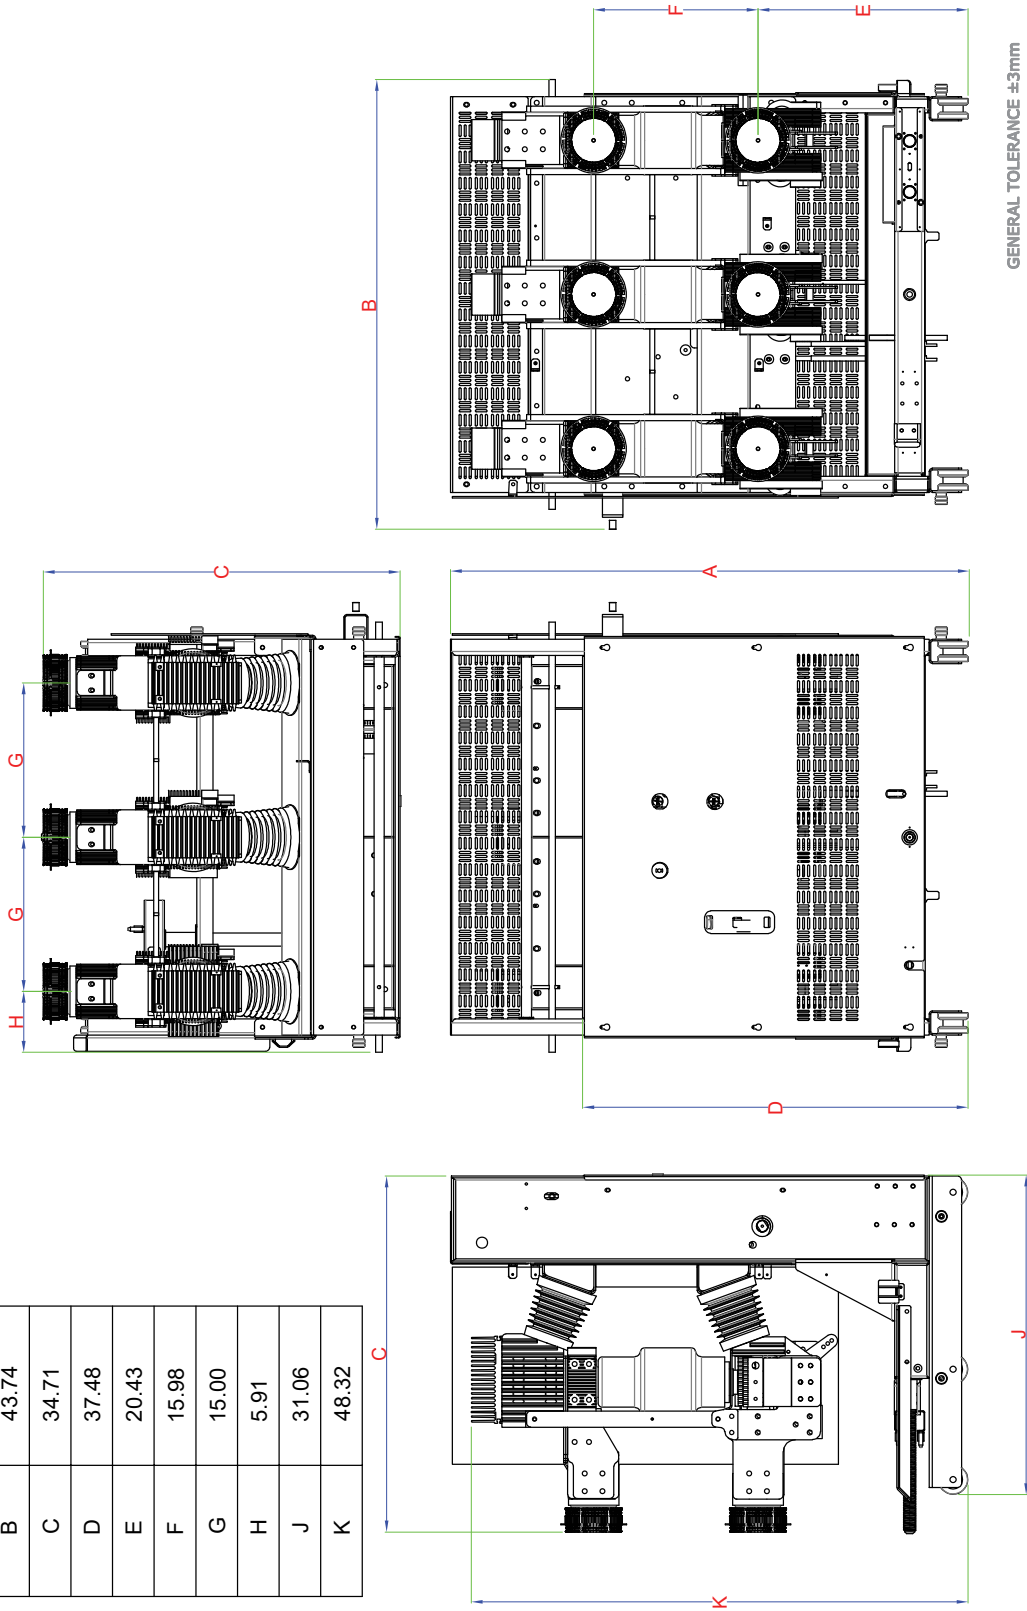 B 43.74
C 34.71
D 37.48
E 20.43
F 15.98
G 15.00
H 5.91
J 31.06
K 48.32
C
J
K
H
G
G
C
A
D
B
F
E
GENERAL TOLERANCE ±3mm